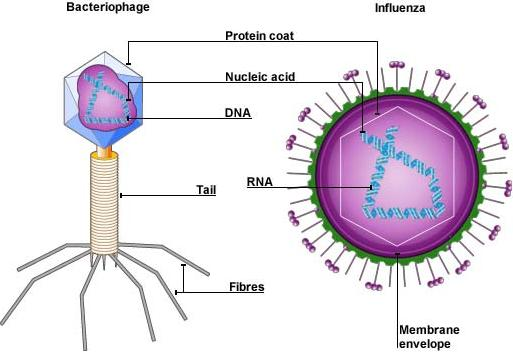 Bacteriophage
Influenza
Protein coat
Nucleic acid
DNA
RNA
Tail
Fibres
Membrane
envelope